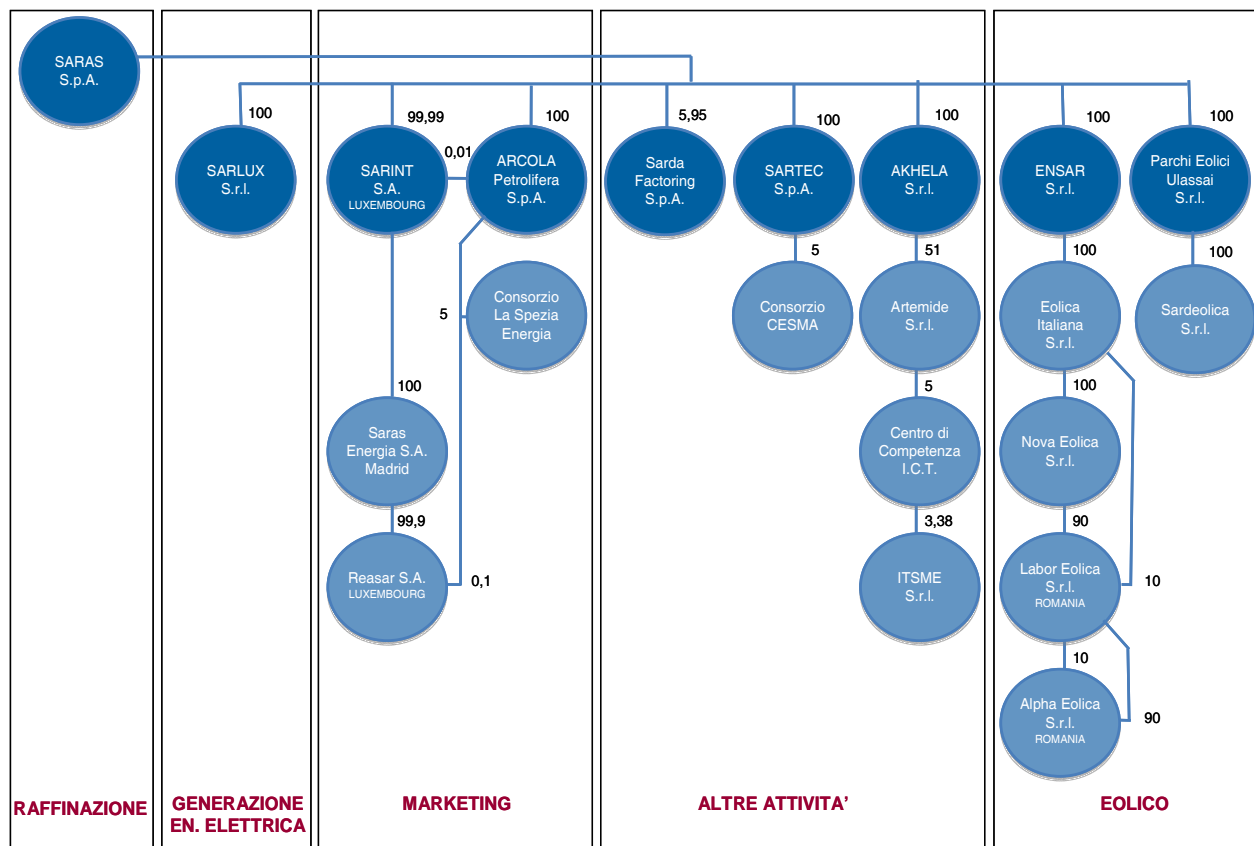 SARAS
S.p.A.
100
99,99
100
5,95
100
100
100
100
SARLUX
S.r.l.
SARINT
S.A.
LUXEMBOURG
0,01
ARCOLA
Petrolifera
S.p.A.
Sarda
Factoring
S.p.A.
SARTEC
S.p.A.
AKHELA
S.r.l.
ENSAR
S.r.l.
Parchi Eolici
Ulassai
S.r.l.
5
51
100
100
Consorzio
La Spezia
Energia
5
Consorzio
CESMA
Artemide
S.r.l.
Eolica
Italiana
S.r.l.
Sardeolica
S.r.l.
100
5
100
Saras
Energia S.A.
Madrid
Centro di
Competenza
I.C.T.
Nova Eolica
S.r.l.
99,9
3,38
90
Reasar S.A.
LUXEMBOURG
0,1
ITSME
S.r.l.
Labor Eolica
S.r.l.
ROMANIA
10
10
Alpha Eolica
S.r.l.
ROMANIA
90
RAFFINAZIONE
GENERAZIONE
EN. ELETTRICA
MARKETING
ALTRE ATTIVITA'
EOLICO